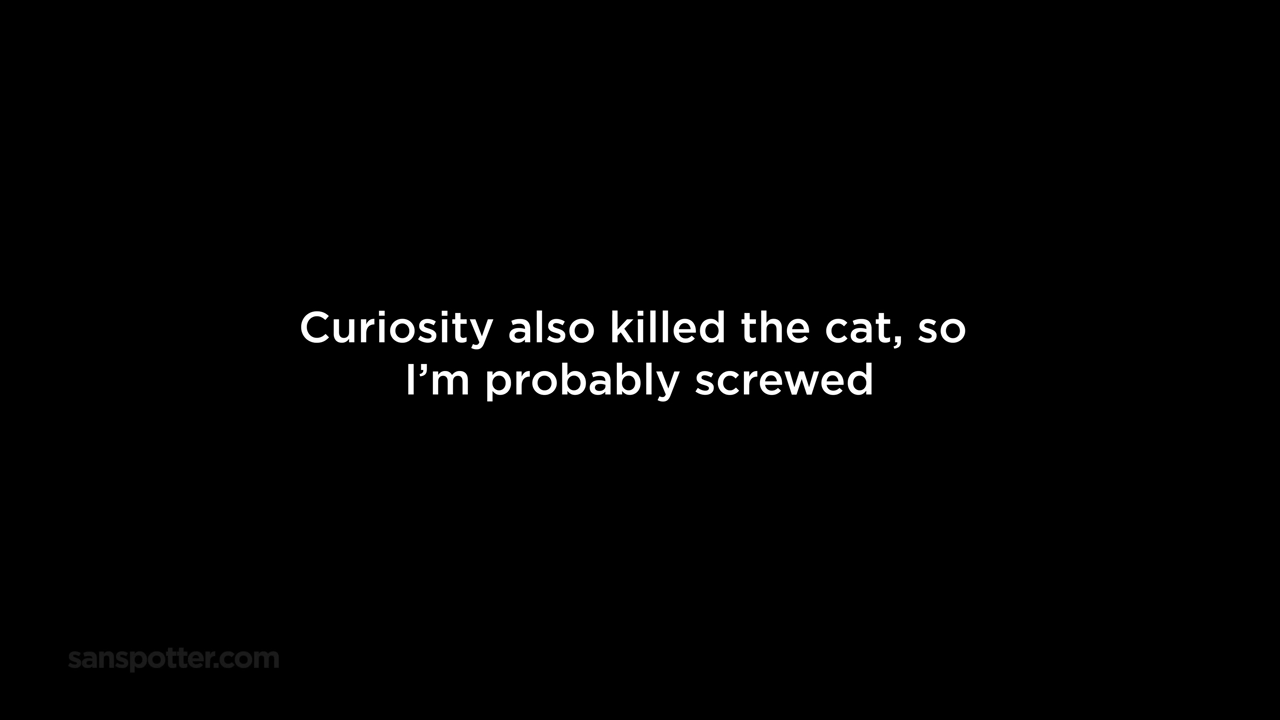 Curiosity also killed the cat, so
I’m probably screwed
sanspotter.com